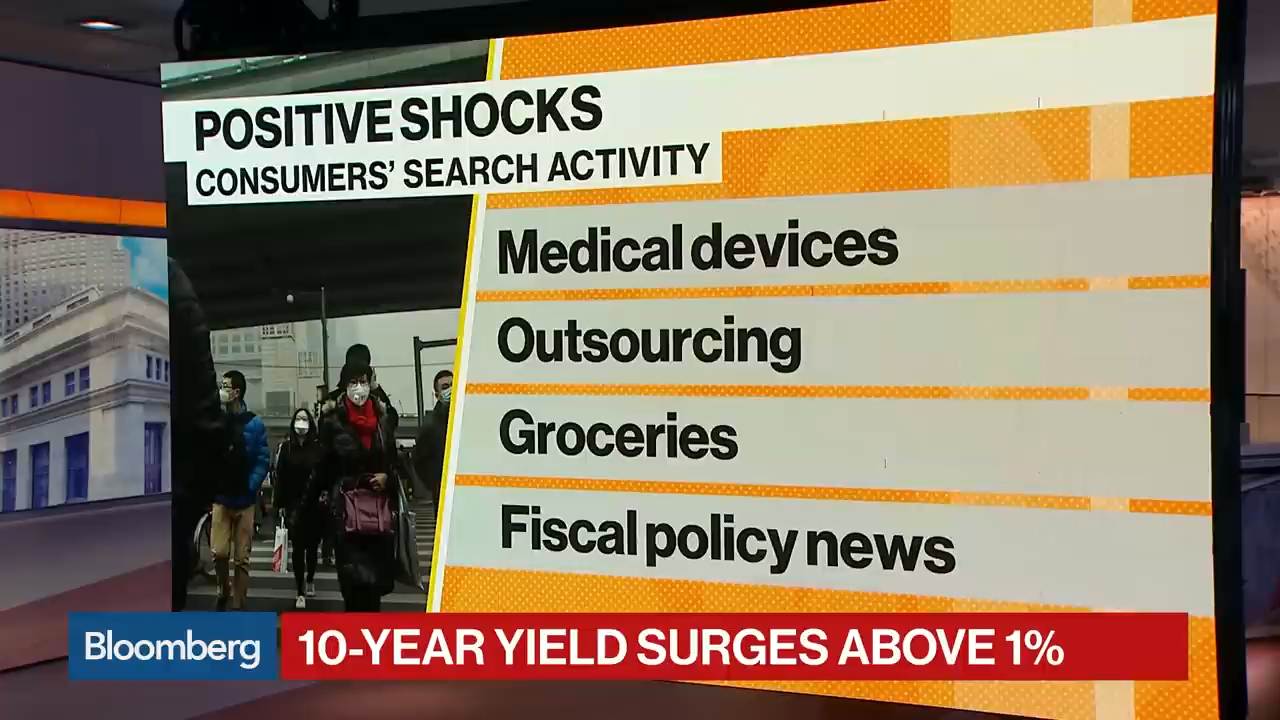 POSITIVE SHOCKS
CONSUMERS' SEARCH ACTIVITY
Medical devices
Outsourcing
Groceries
Fiscal policy news
Bloomberg
10-YEAR YIELD SURGES ABOVE 1%